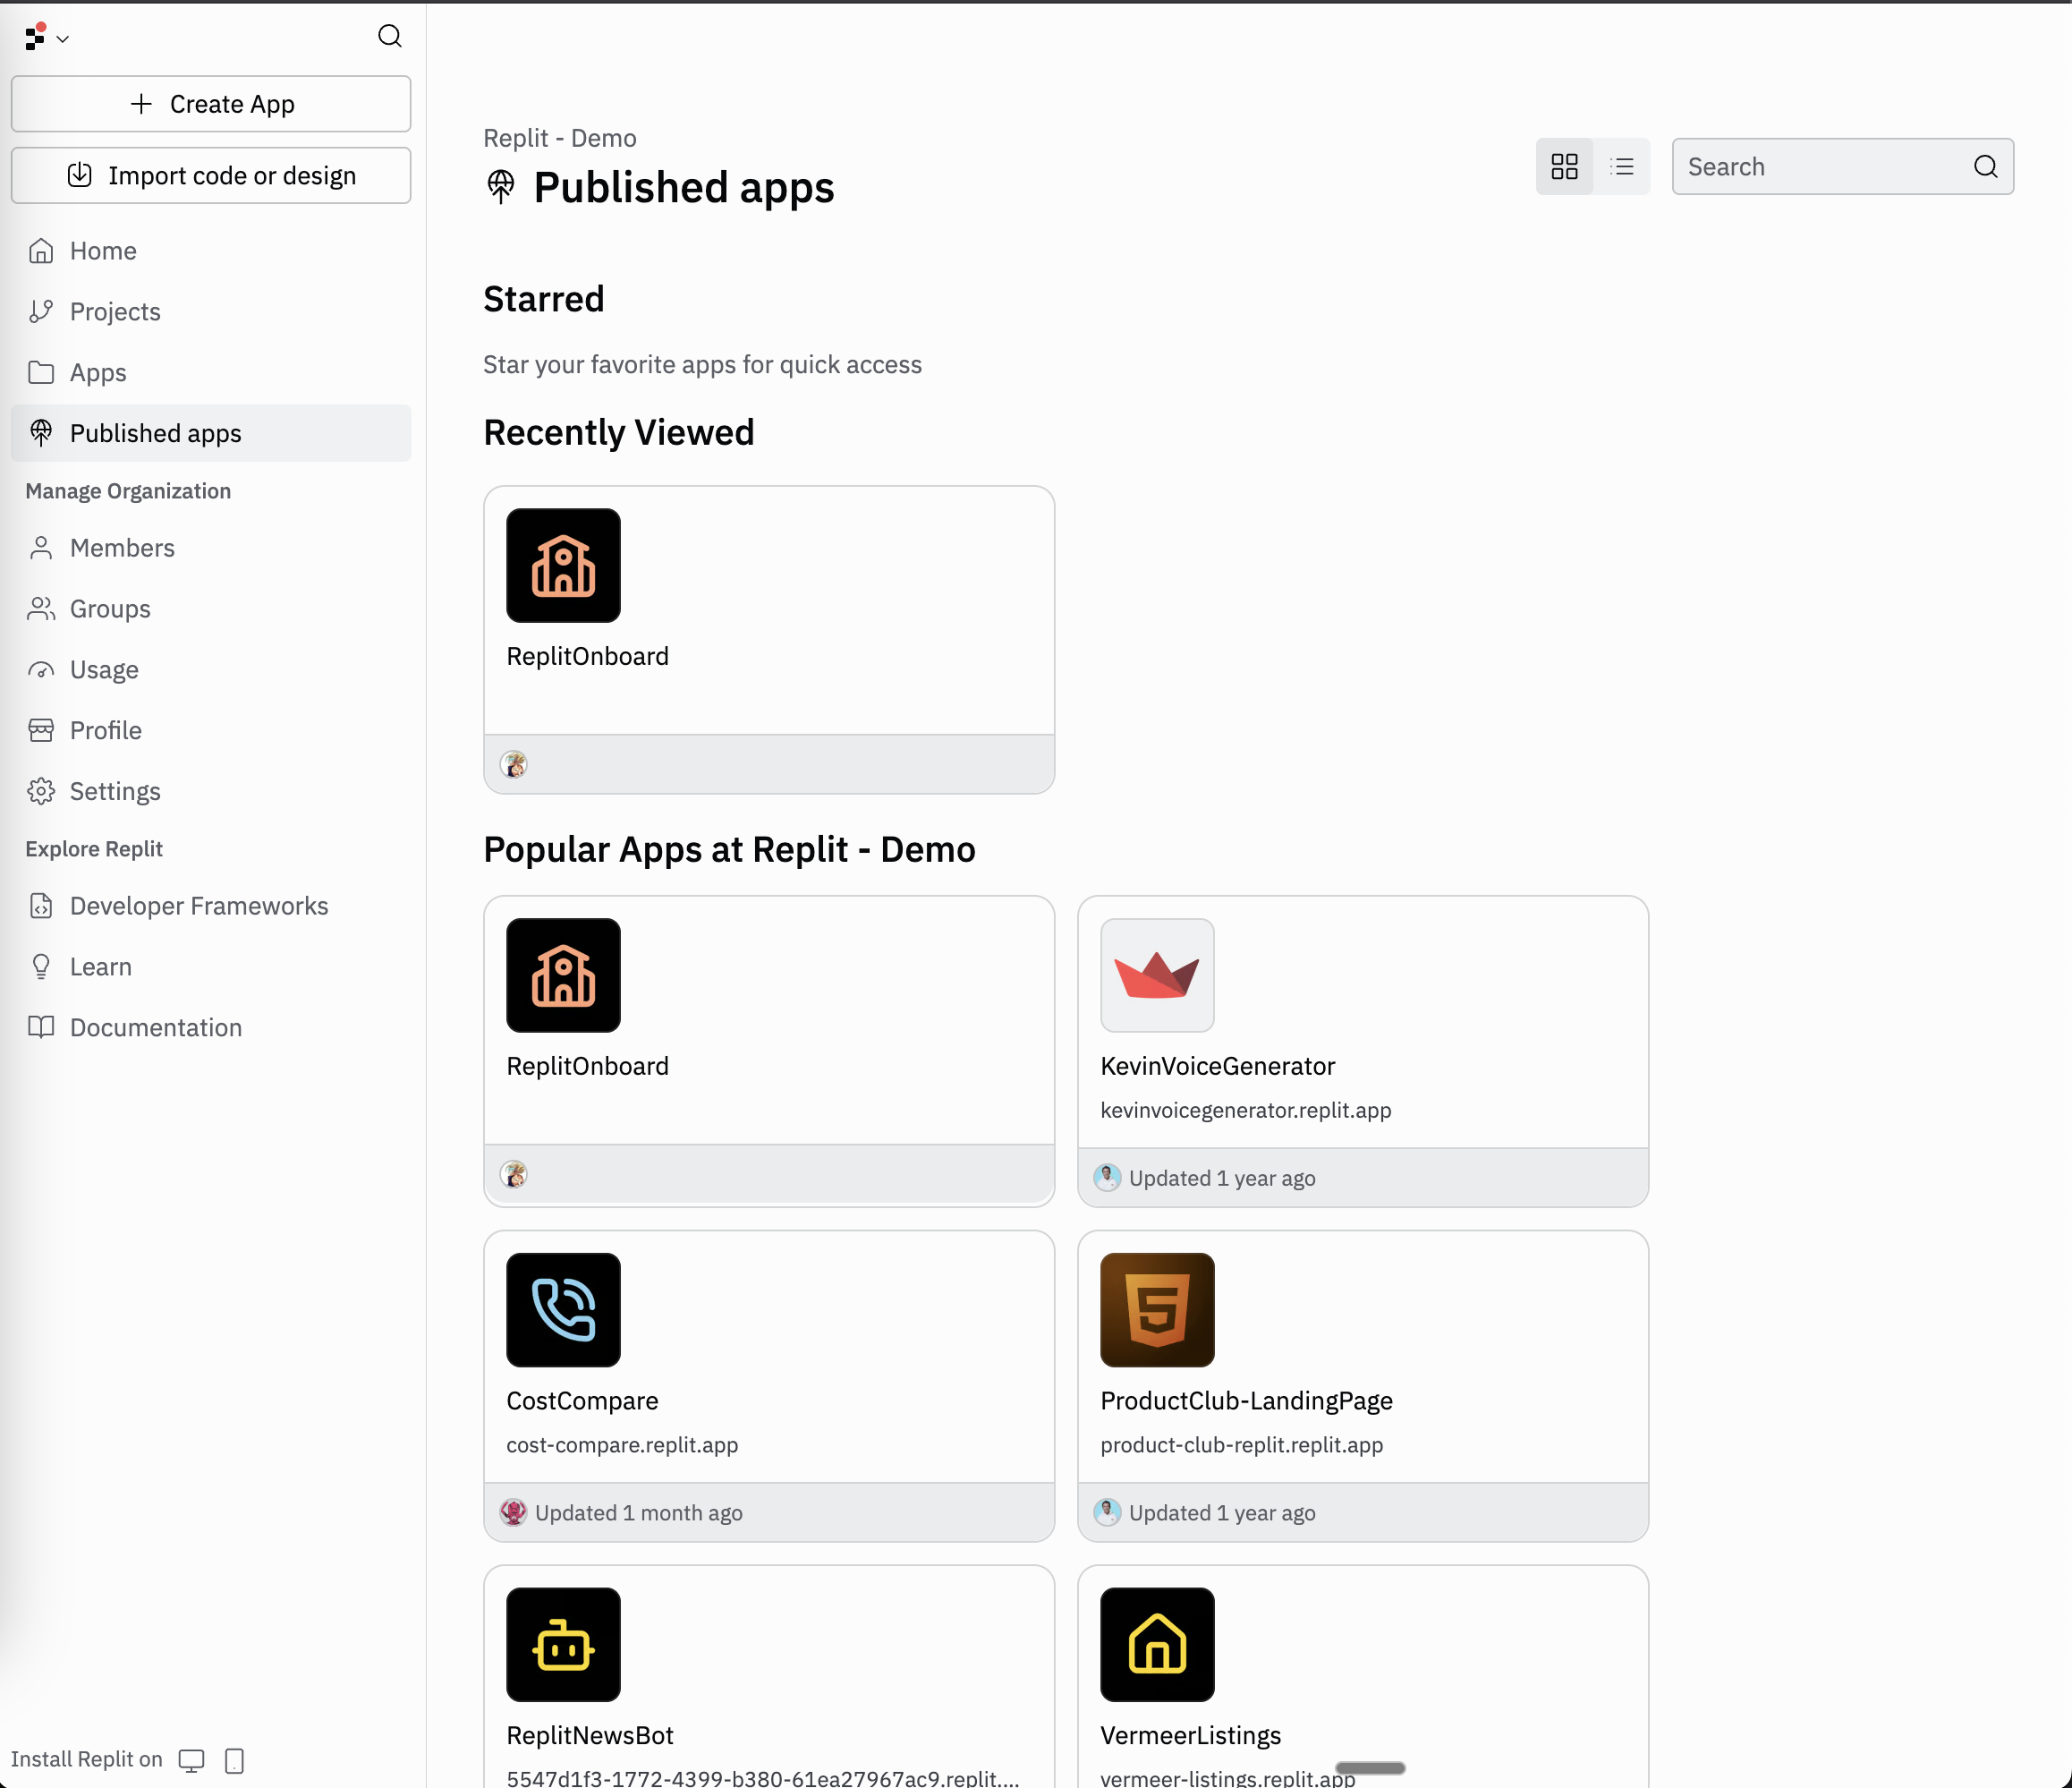 Create App
Import code or design
Home
Projects
Apps
Published apps
Manage Organization
Members
Groups
Usage
Profile
Settings
Explore Replit
Developer Frameworks
Learn
Documentation
Install Replit on
Replit - Demo
Published apps
Search
Starred
Star your favorite apps for quick access
Recently Viewed
ReplitOnboard
Popular Apps at Replit - Demo
ReplitOnboard
KevinVoiceGenerator
kevinvoicegenerator.replit.app
Updated 1 year ago
CostCompare
cost-compare.replit.app
Updated 1 month ago
ProductClub-LandingPage
product-club-replit.replit.app
Updated 1 year ago
ReplitNewsBot
5547d1f3-1772-4399-b380-61ea27967ac9.replit....
VermeerListings
vermeer-listings.replit.app